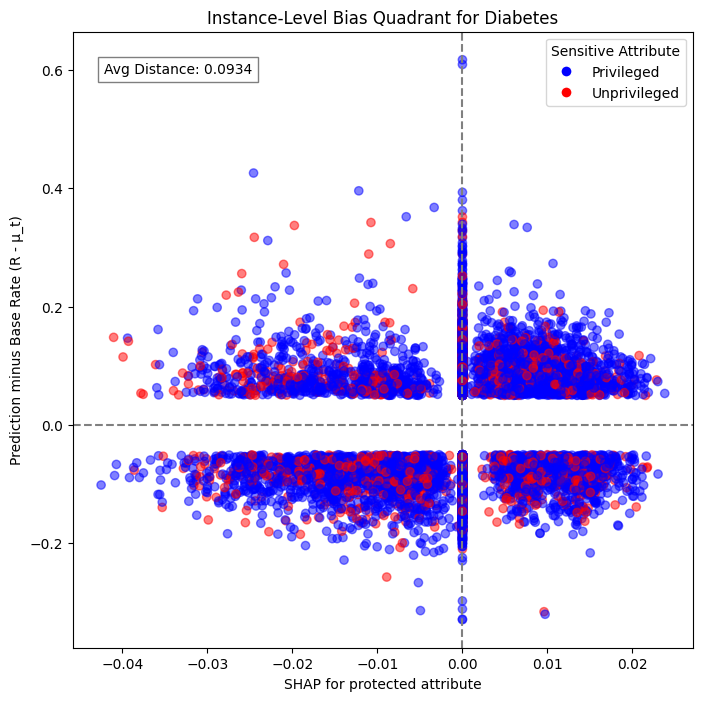 Instance-Level Bias Quadrant for Diabetes
Avg Distance: 0.0934
Sensitive Attribute
Privileged
Unprivileged
Prediction minus Base Rate (R - μ_t)
0.6
0.4
0.2
0.0
−0.2
−0.04
−0.03
−0.02
−0.01
0.00
0.01
0.02
SHAP for protected attribute